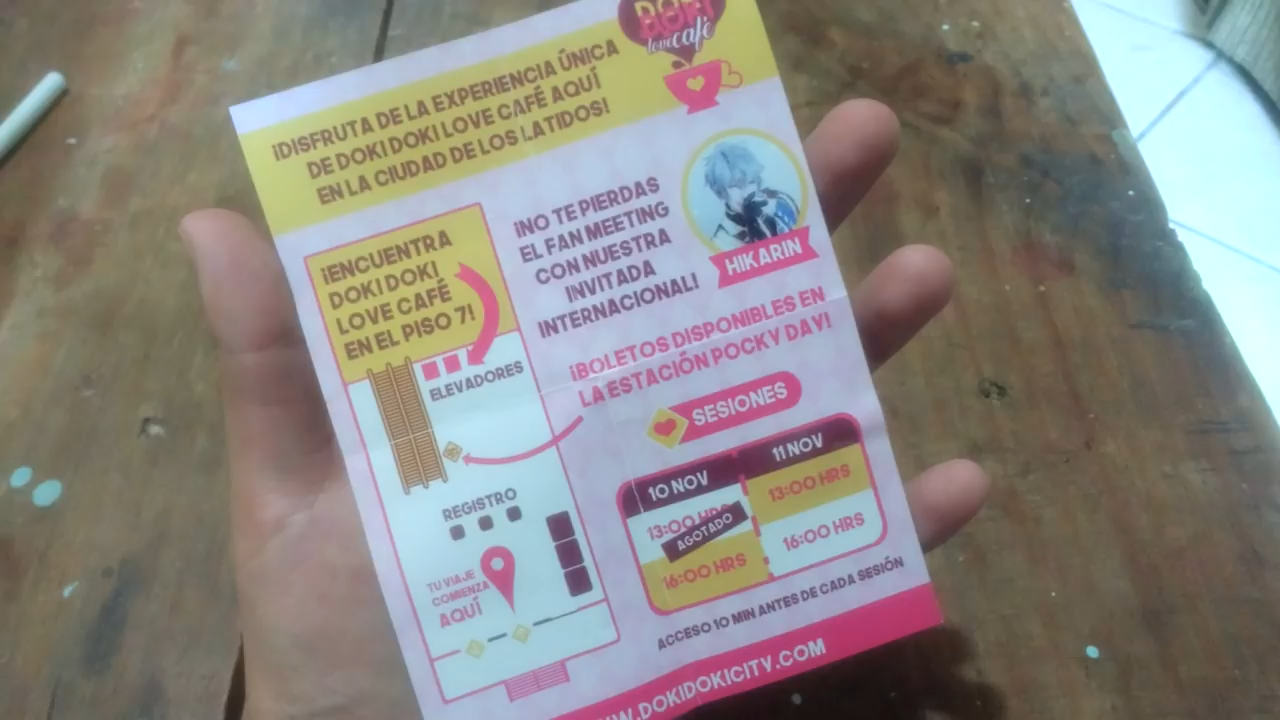 DOKI
DOKI
love café
¡DISFRUTA DE LA EXPERIENCIA ÚNICA
DE DOKI DOKI LOVE CAFÉ AQUÍ
EN LA CIUDAD DE LOS LATIDOS!
¡ENCUENTRA
DOKI DOKI
LOVE CAFÉ
EN EL PISO 7!
ELEVADORES
REGISTRO
TU VIAJE
COMIENZA
AQUÍ
¡NO TE PIERDAS
EL FAN MEETING
CON NUESTRA
INVITADA
INTERNACIONAL!
HIKARIN
¡BOLETOS DISPONIBLES EN
LA ESTACIÓN POCKY DAY!
SESIONES
10 NOV
13:00 HRS
AGOTADO
16:00 HRS
11 NOV
13:00 HRS
16:00 HRS
ACCESO 10 MIN ANTES DE CADA SESIÓN
WW.DOKIDOKICITY.COM